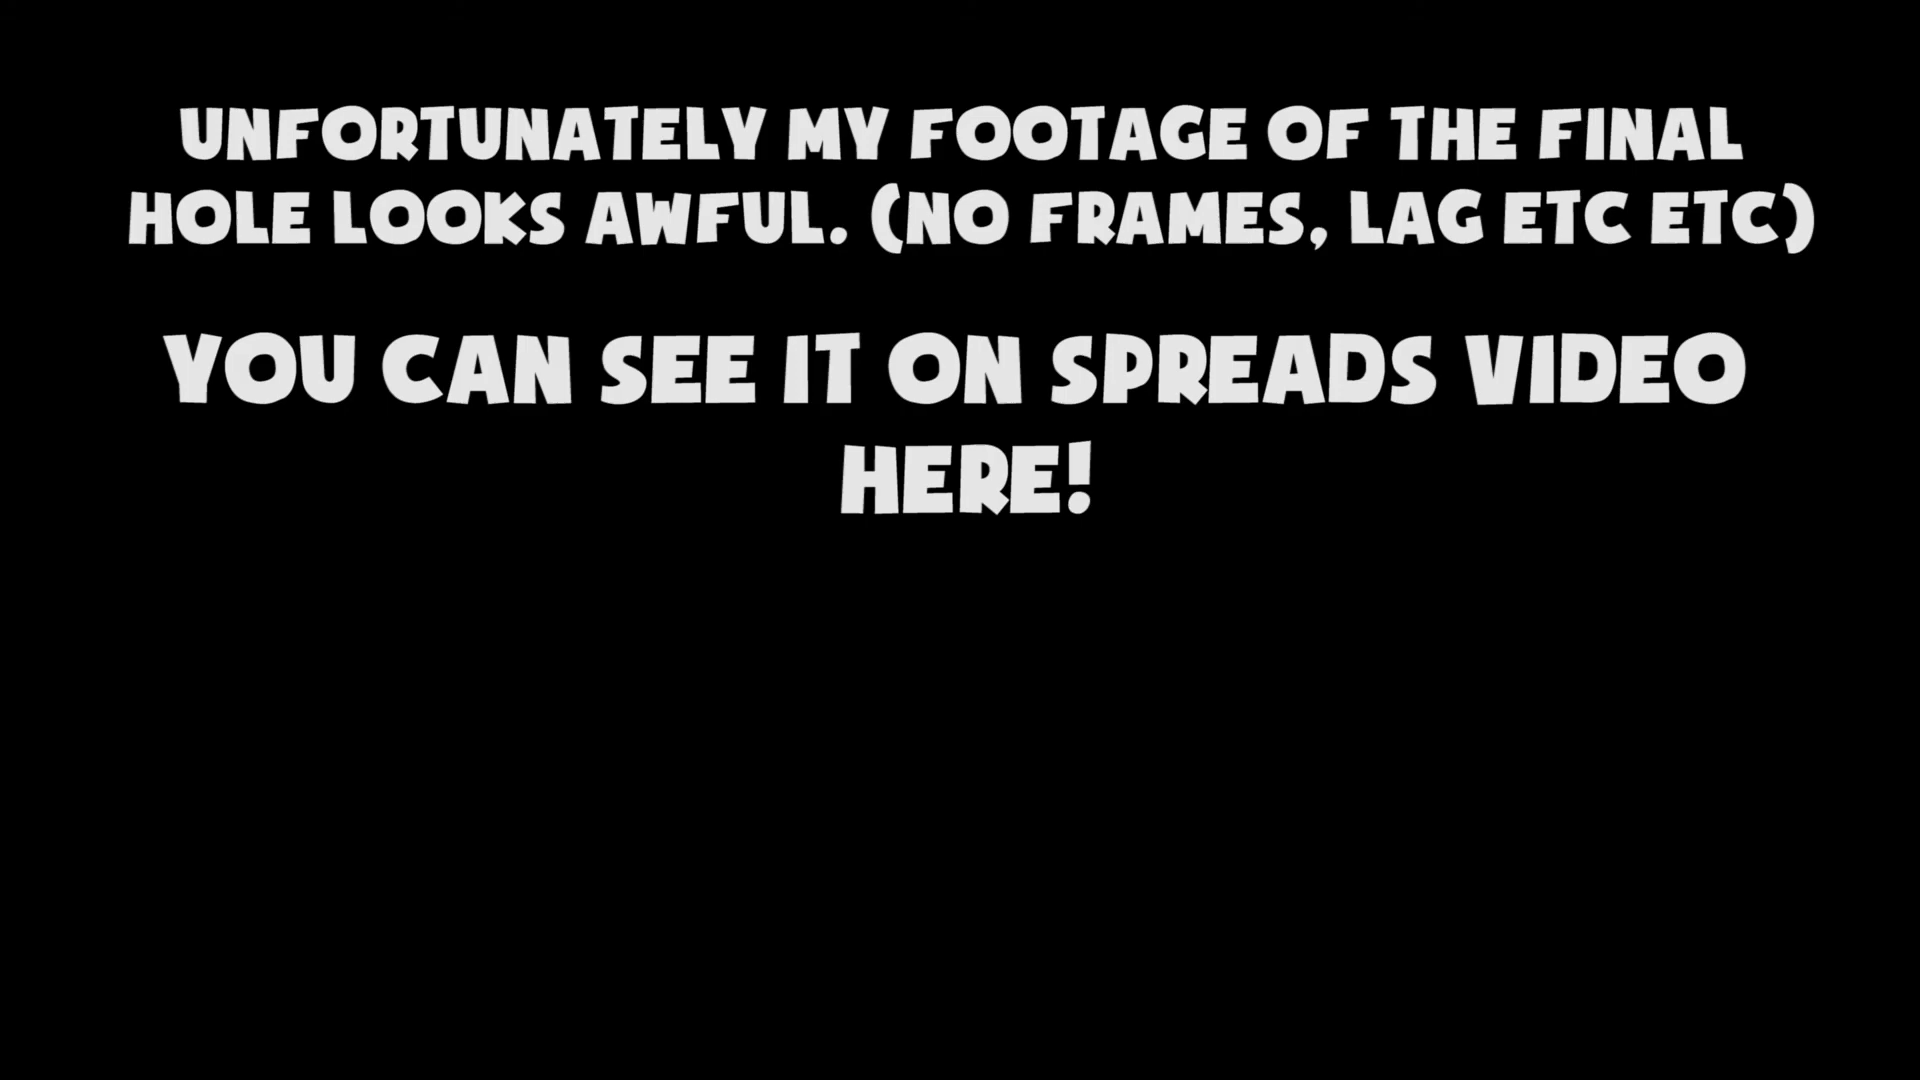 UNFORTUNATELY MY FOOTAGE OF THE FINAL
HOLE LOOKS AWFUL. (NO FRAMES, LAG ETC ETC)
YOU CAN SEE IT ON SPREADS VIDEO
HERE!